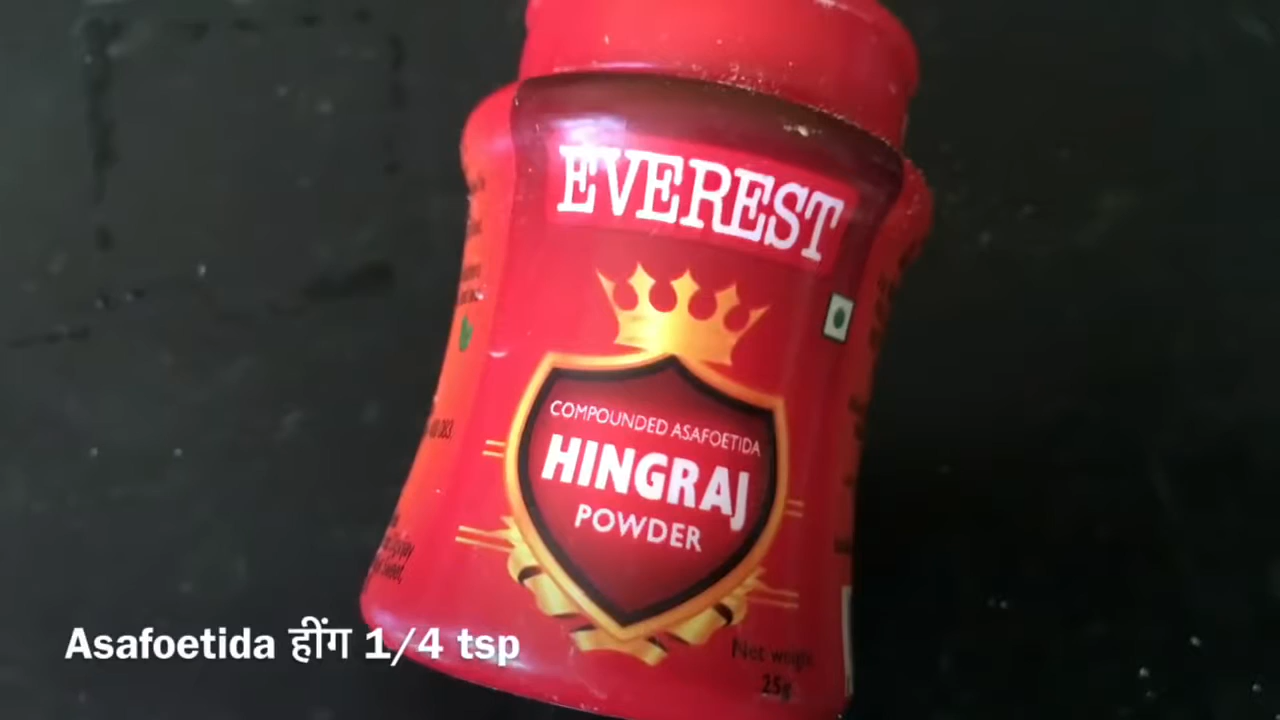 EVEREST
COMPOUNDED ASAFOETIDA
HINGRAJ
POWDER
Net weight
25g
Asafoetida हींग 1/4 tsp